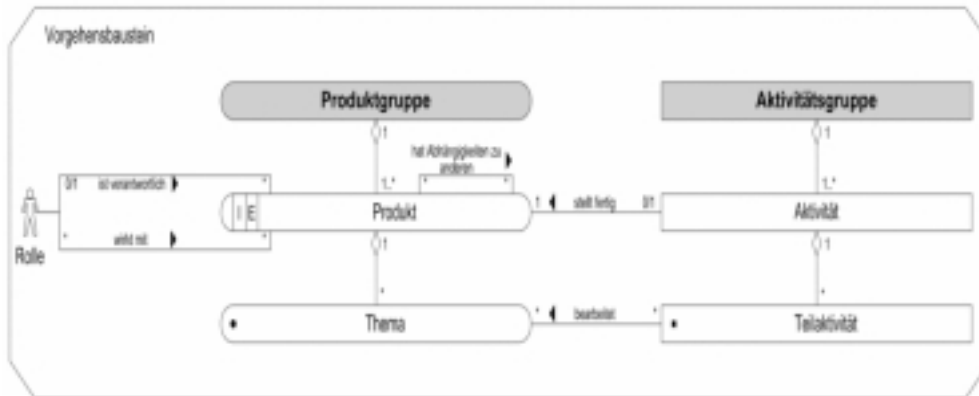 Vorgehensbaustein
Produktgruppe
Aktivitätsgruppe
1
1
hat Abhängigkeiten zu
anderen
0/1 ist verantwortlich *
1..*
* *
1..*
I E Produkt
1 stellt fertig 0/1
Aktivität
* wirkt mit *
Rolle
1
1
*
*
Thema
* bearbeitet *
Teilaktivität